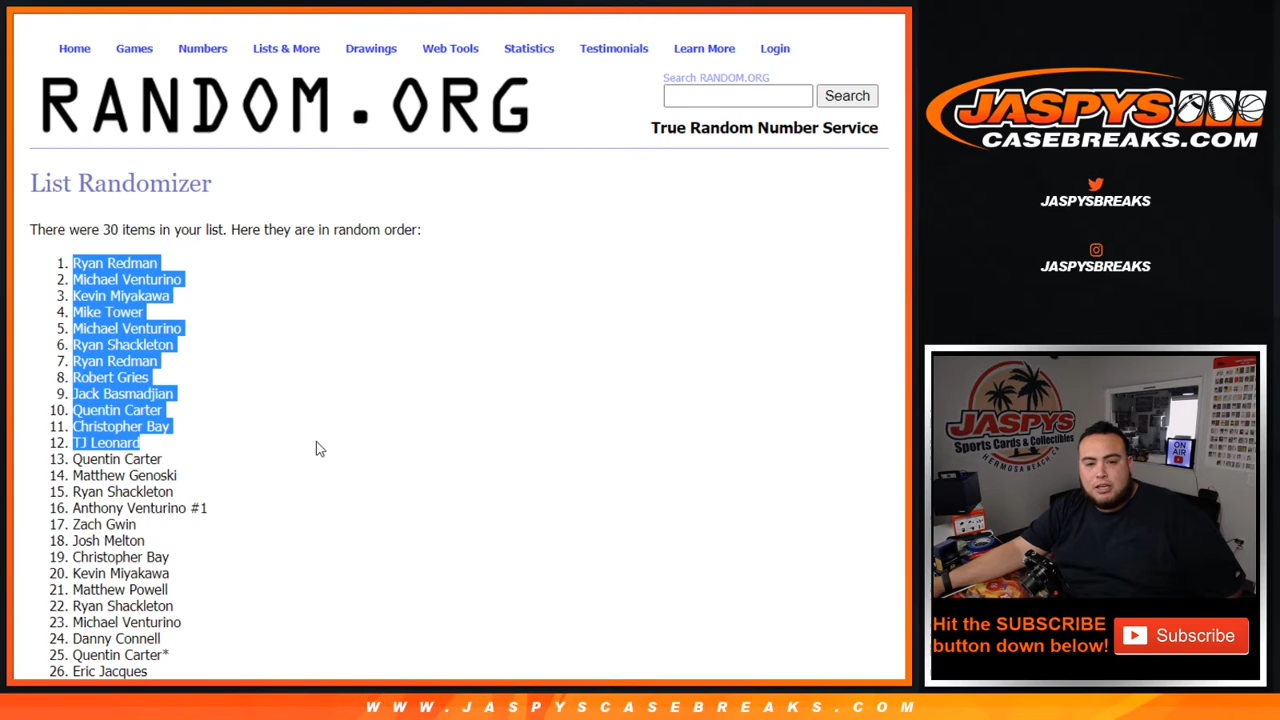 Home Games Numbers Lists & More Drawings Web Tools Statistics Testimonials Learn More Login
RANDOM.ORG
Search RANDOM.ORG
Search
True Random Number Service
List Randomizer
There were 30 items in your list. Here they are in random order:
1. Ryan Redman
2. Michael Venturino
3. Kevin Miyakawa
4. Mike Tower
5. Michael Venturino
6. Ryan Shackleton
7. Ryan Redman
8. Robert Gries
9. Jack Basmadjian
10. Quentin Carter
11. Christopher Bay
12. TJ Leonard
13. Quentin Carter
14. Matthew Genoski
15. Ryan Shackleton
16. Anthony Venturino #1
17. Zach Gwin
18. Josh Melton
19. Christopher Bay
20. Kevin Miyakawa
21. Matthew Powell
22. Ryan Shackleton
23. Michael Venturino
24. Danny Connell
25. Quentin Carter*
26. Eric Jacques
JASPYS
CASEBREAKS.COM
JASPYSBREAKS
JASPYSBREAKS
JASPYS
Sports Cards & Collectibles
HERMOSA BEACH
ON
AIR
Hit the SUBSCRIBE
button down below!
Subscribe
WWW.JASPYSCASEBREAKS.COM